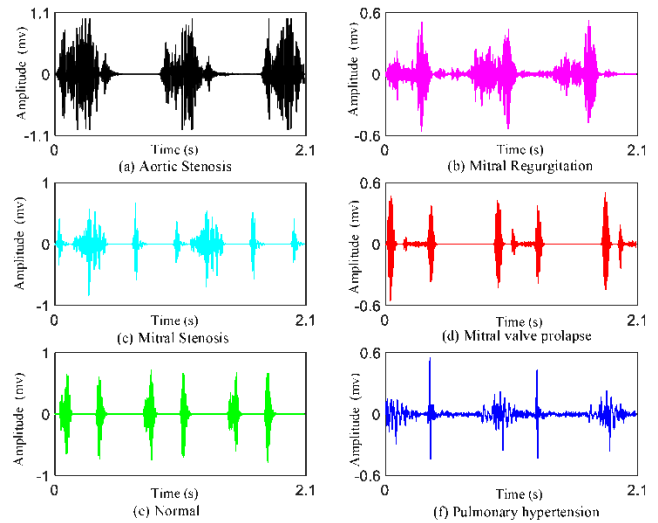 1.1
Amplitude (mv)
0
-1.1
0
Time (s)
2.1
(a) Aortic Stenosis
0.6
Amplitude (mv)
0
-0.6
0
Time (s)
2.1
(b) Mitral Regurgitation
1
Amplitude (mv)
0
-1
0
Time (s)
2.1
(c) Mitral Stenosis
0.6
Amplitude (mv)
0
-0.6
0
Time (s)
2.1
(d) Mitral valve prolapse
1
Amplitude (mv)
0
-1
0
Time (s)
2.1
(e) Normal
0.6
Amplitude (mv)
0
-0.6
0
Time (s)
2.1
(f) Pulmonary hypertension